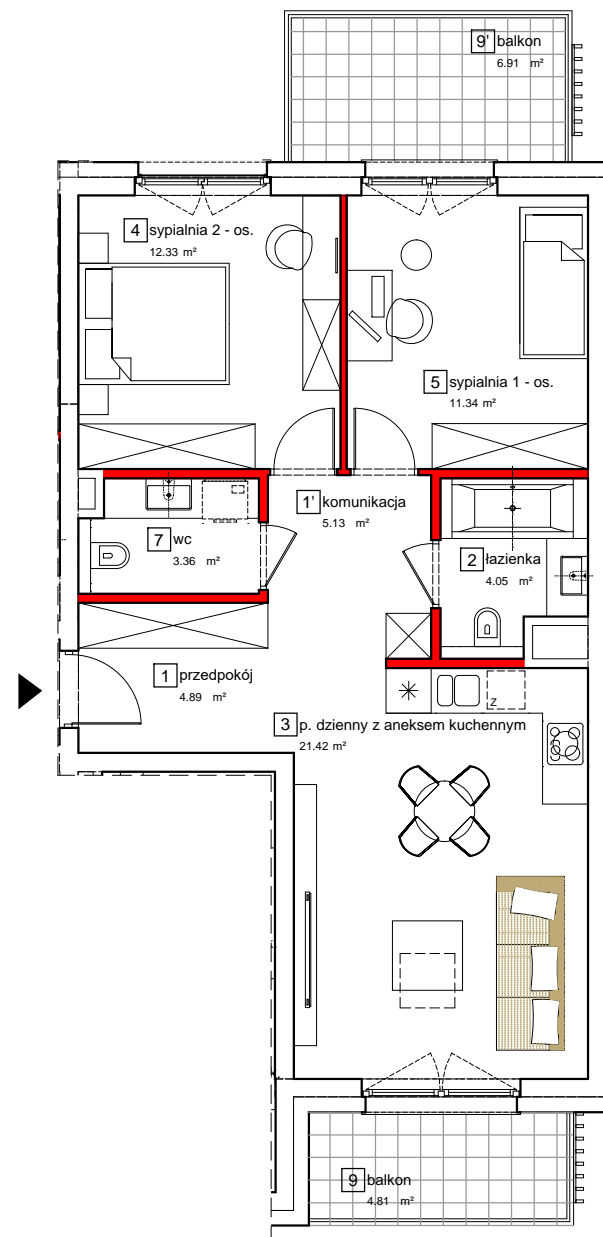 9' balkon
6.91 m²
4 sypialnia 2 - os.
12.33 m²
5 sypialnia 1 - os.
11.34 m²
1' komunikacja
5.13 m²
7 wc
3.36 m²
2 łazienka
4.05 m²
1 przedpokój
4.89 m²
Z
3 p. dzienny z aneksem kuchennym
21.42 m²
9 balkon
4.81 m²